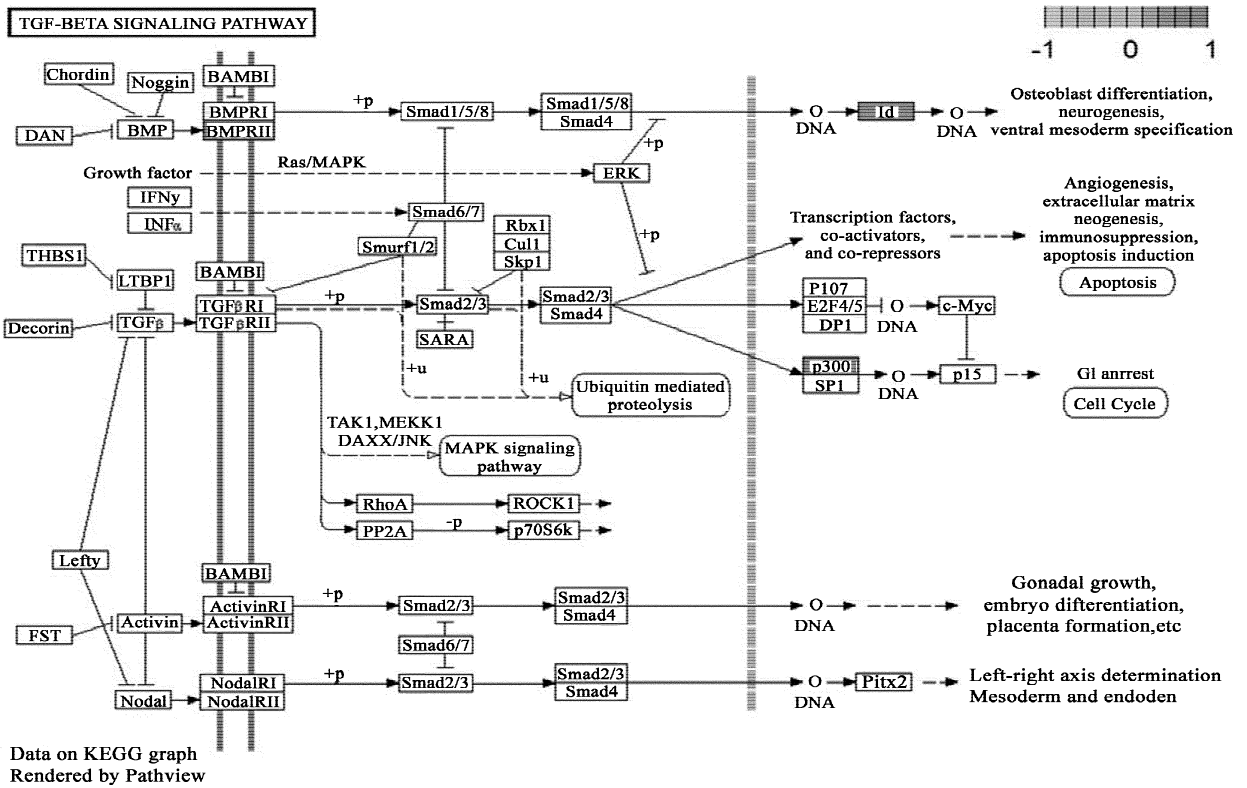 TGF-BETA SIGNALING PATHWAY
-1 0 1
Chordin
Noggin
BAMBI
DAN
BMP
BMPRI
BMPRII
+p
Smad1/5/8
Smad1/5/8
Smad4
O
DNA
Id
O
DNA
Osteoblast differentiation,
neurogenesis,
ventral mesoderm specification
Growth factor
Ras/MAPK
ERK
+p
+p
IFNy
INFα
Smad6/7
Smurf1/2
Rbx1
Cul1
Skp1
Transcription factors,
co-activators,
and co-repressors
Angiogenesis,
extracellular matrix
neogenesis,
immunosuppression,
apoptosis induction
Apoptosis
THBS1
LTBP1
BAMBI
Decorin
TGFβ
TGFβRI
TGFβRII
+p
Smad2/3
SARA
Smad2/3
Smad4
P107
E2F4/5
DP1
O
DNA
c-Myc
p300
SP1
O
DNA
p15
Gl anrrest
Cell Cycle
+u
+u
Ubiquitin mediated
proteolysis
TAK1,MEKK1
DAXX/JNK
MAPK signaling
pathway
RhoA
ROCK1
PP2A
-p
p70S6k
Lefty
BAMBI
FST
Activin
ActivinRI
ActivinRII
+p
Smad2/3
Smad2/3
Smad4
O
DNA
Gonadal growth,
embryo difterentiation,
placenta formation,etc
Smad6/7
Nodal
NodalRI
NodalRII
+p
Smad2/3
Smad2/3
Smad4
O
DNA
Pitx2
Left-right axis determination
Mesoderm and endoden
Data on KEGG graph
Rendered by Pathview